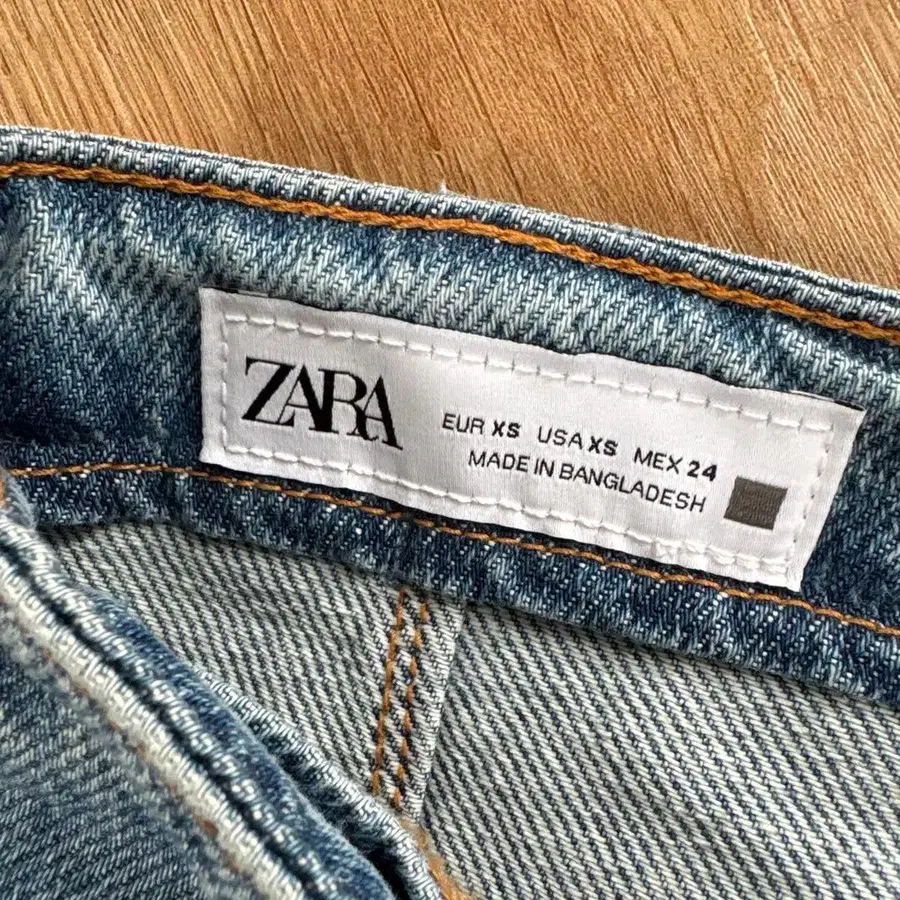 ZARA
EUR XS USA XS MEX 24
MADE IN BANGLADESH